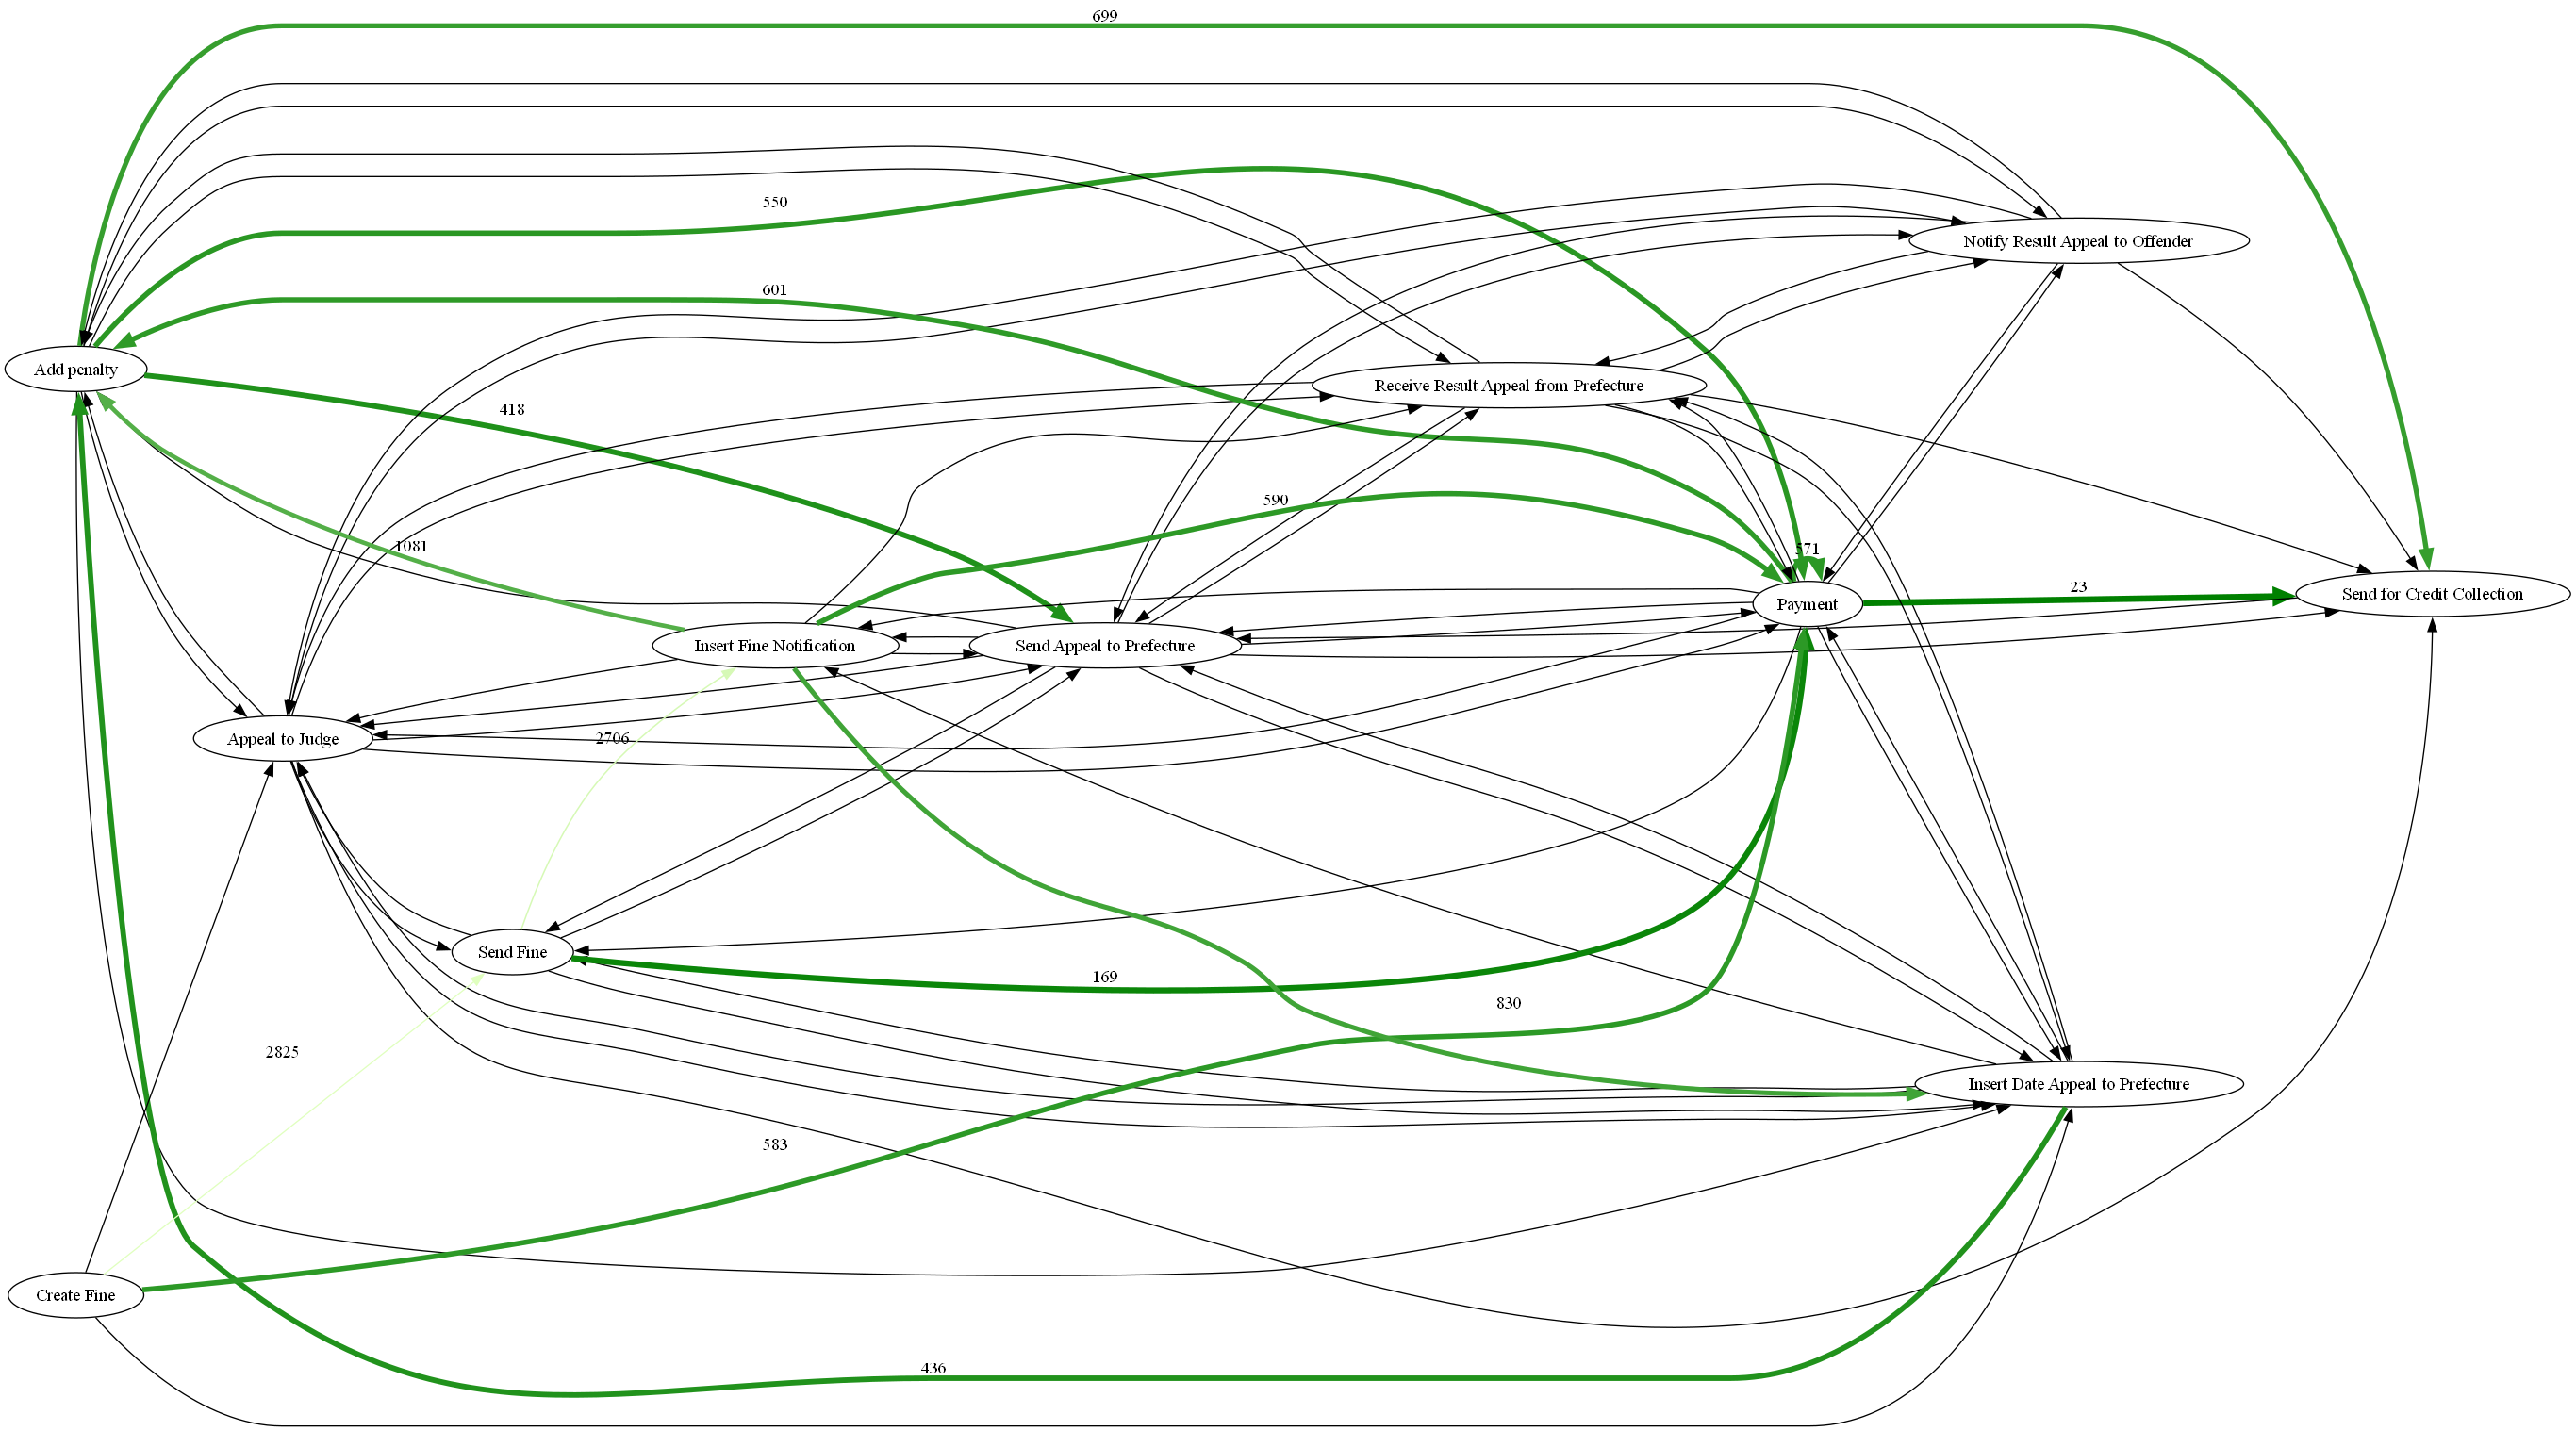 699
550
Notify Result Appeal to Offender
601
Add penalty
Receive Result Appeal from Prefecture
418
590
1081
571
23
Send for Credit Collection
Payment
Insert Fine Notification
Send Appeal to Prefecture
Appeal to Judge
2706
Send Fine
169
830
2825
Insert Date Appeal to Prefecture
583
Create Fine
436